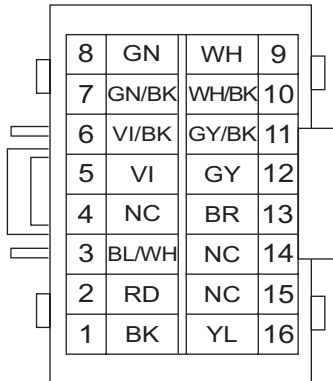 8 GN WH 9
7 GN/BK WH/BK 10
6 VI/BK GY/BK 11
5 VI GY 12
4 NC BR 13
3 BL/WH NC 14
2 RD NC 15
1 BK YL 16